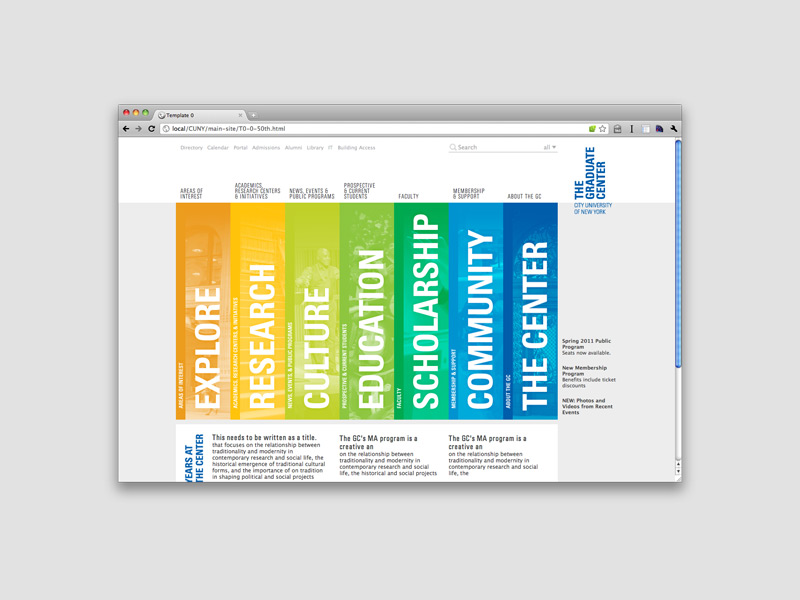 Template 0
local/CUNY/main-site/T0-0-50th.html
Directory Calendar Portal Admissions Alumni Library IT Building Access
Search
all
THE
GRADUATE
CENTER
CITY UNIVERSITY
OF NEW YORK
AREAS OF
INTEREST
ACADEMICS,
RESEARCH CENTERS
& INITIATIVES
NEWS, EVENTS &
PUBLIC PROGRAMS
PROSPECTIVE
& CURRENT
STUDENTS
FACULTY
MEMBERSHIP
& SUPPORT
ABOUT THE GC
AREAS OF INTEREST
EXPLORE
ACADEMICS, RESEARCH CENTERS & INITIATIVES
RESEARCH
NEWS, EVENTS & PUBLIC PROGRAMS
CULTURE
PROSPECTIVE & CURRENT STUDENTS
EDUCATION
FACULTY
SCHOLARSHIP
MEMBERSHIP & SUPPORT
COMMUNITY
ABOUT THE GC
THE CENTER
Spring 2011 Public
Program
Seats now available.
New Membership
Program
Benefits include ticket
discounts
NEW: Photos and
Videos from Recent
Events
YEARS AT
THE CENTER
This needs to be written as a title.
that focuses on the relationship between
traditionality and modernity in
contemporary research and social life, the
historical emergence of traditional cultural
forms, and the importance of on tradition
in shaping political and social projects
The GC's MA program is a
creative an
on the relationship between
traditionality and modernity in
contemporary research and social
life, the historical and social projects
The GC's MA program is a
creative an
on the relationship between
traditionality and modernity in
contemporary research and social
life, the